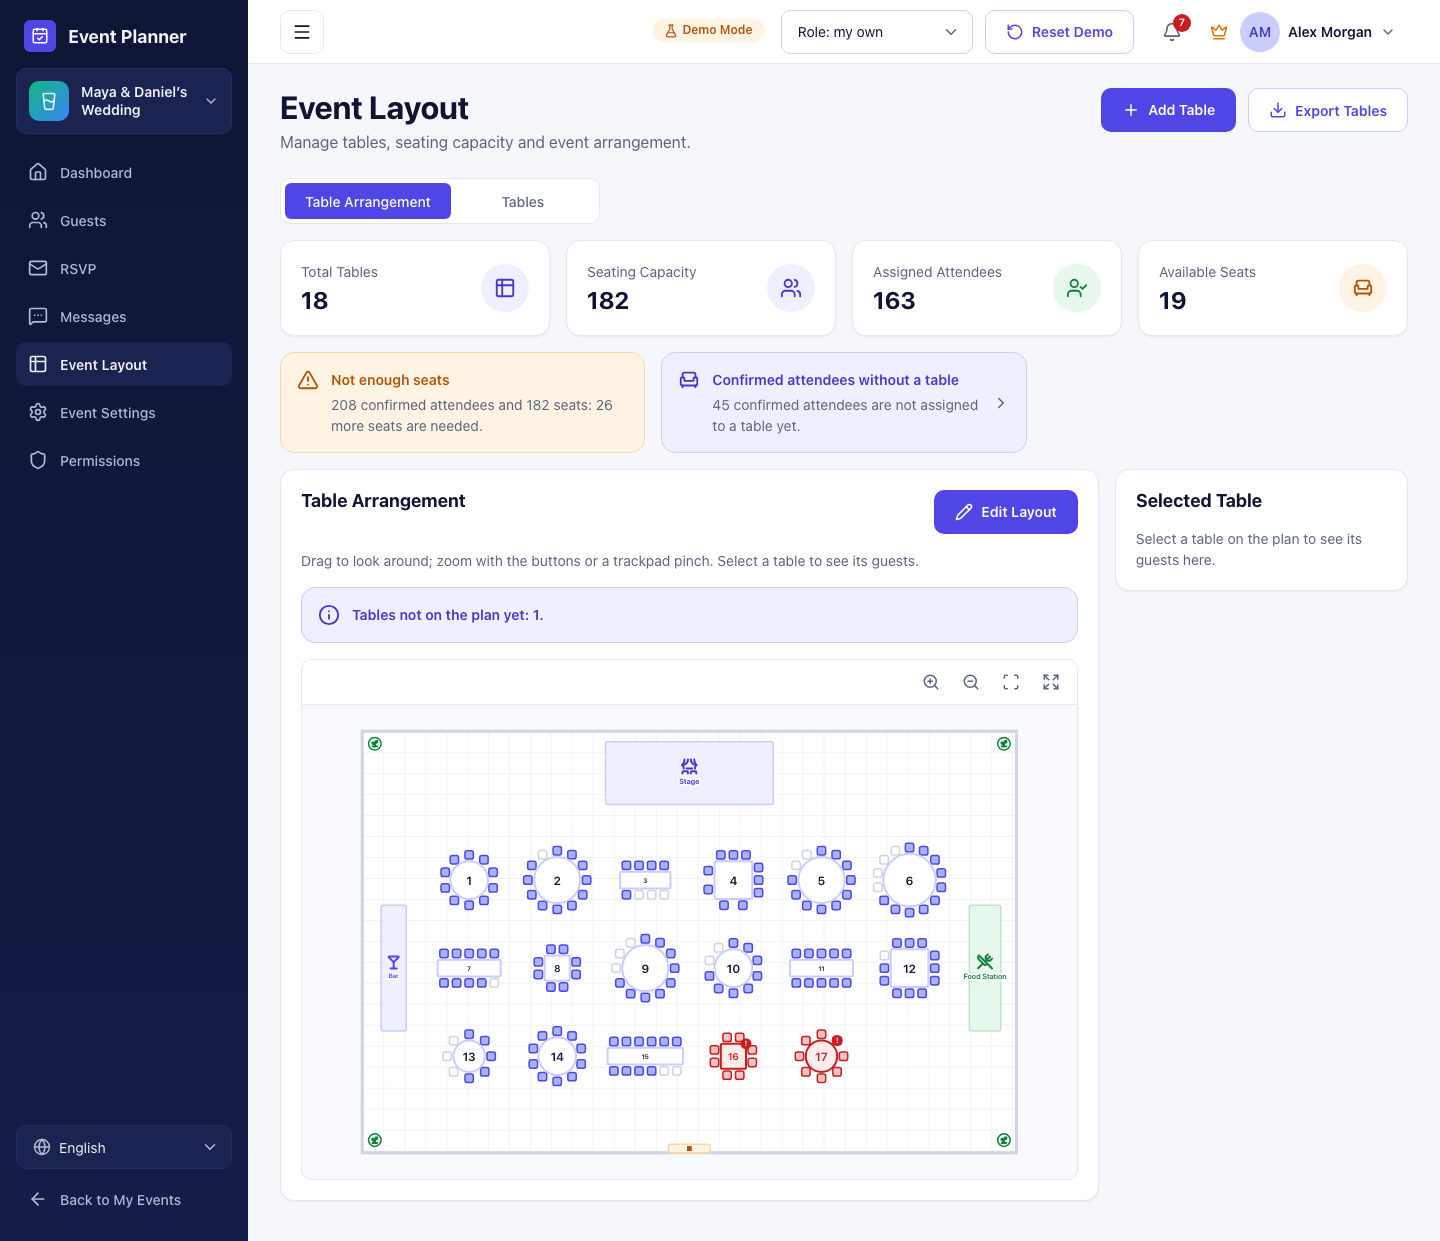 Event Planner
Maya & Daniel's
Wedding
Dashboard
Guests
RSVP
Messages
Event Layout
Event Settings
Permissions
English
Back to My Events
Demo Mode
Role: my own
Reset Demo
7
AM
Alex Morgan
Event Layout
Manage tables, seating capacity and event arrangement.
Add Table
Export Tables
Table Arrangement
Tables
Total Tables
18
Seating Capacity
182
Assigned Attendees
163
Available Seats
19
Not enough seats
208 confirmed attendees and 182 seats: 26
more seats are needed.
Confirmed attendees without a table
45 confirmed attendees are not assigned
to a table yet.
Table Arrangement
Edit Layout
Drag to look around; zoom with the buttons or a trackpad pinch. Select a table to see its guests.
Tables not on the plan yet: 1.
Stage
1
2
3
4
5
6
Bar
7
8
9
10
11
12
Food Station
13
14
15
16
17
Selected Table
Select a table on the plan to see its
guests here.